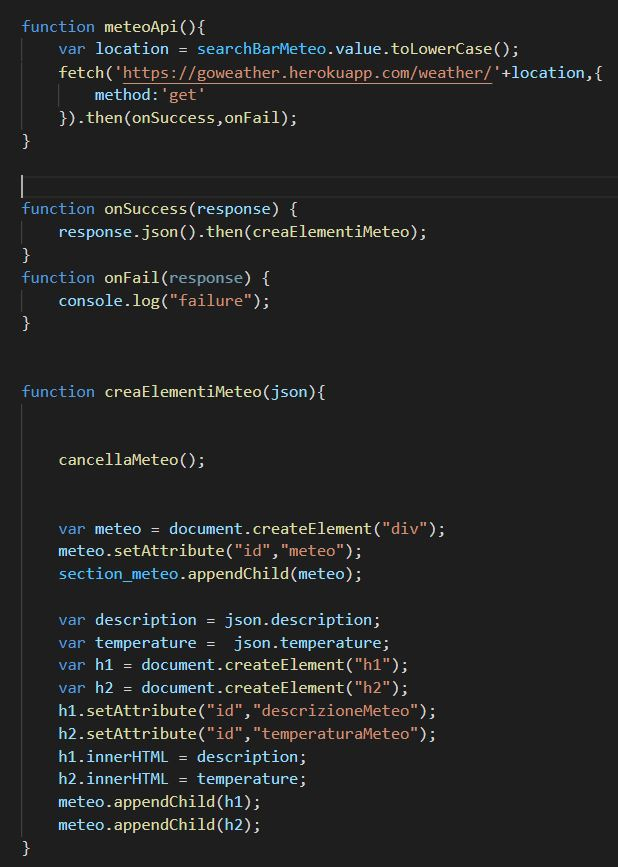 function meteoApi(){
var location = searchBarMeteo.value.toLowerCase();
fetch('https://goweather.herokuapp.com/weather/'+location,{
method:'get'
}).then(onSuccess,onFail);
}
function onSuccess(response) {
response.json().then(creaElementiMeteo);
}
function onFail(response) {
console.log("failure");
}
function creaElementiMeteo(json){
cancellaMeteo();
var meteo = document.createElement("div");
meteo.setAttribute("id","meteo");
section_meteo.appendChild(meteo);
var description = json.description;
var temperature =  json.temperature;
var h1 = document.createElement("h1");
var h2 = document.createElement("h2");
h1.setAttribute("id","descrizioneMeteo");
h2.setAttribute("id","temperaturaMeteo");
h1.innerHTML = description;
h2.innerHTML = temperature;
meteo.appendChild(h1);
meteo.appendChild(h2);
}